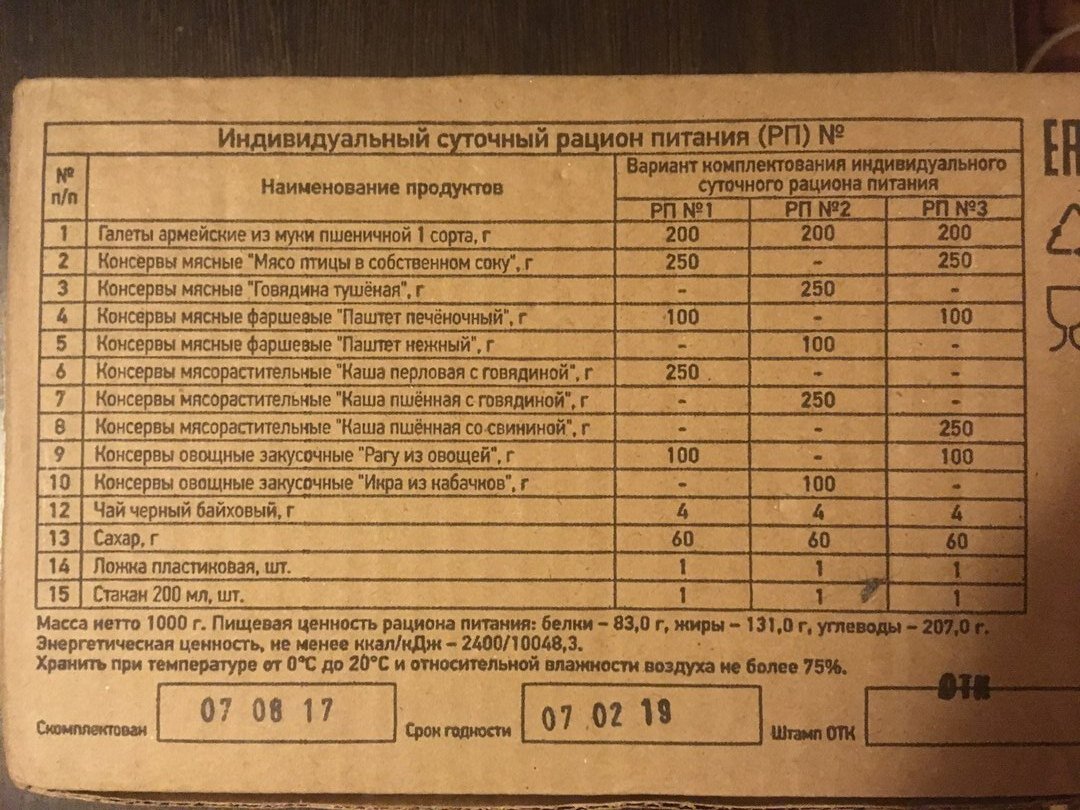 Индивидуальный суточный рацион питания (РП) №
№ п/п Наименование продуктов Вариант комплектования индивидуального суточного рациона питания
РП №1 РП №2 РП №3
1 Галеты армейские из муки пшеничной 1 сорта, г 200 200 200
2 Консервы мясные "Мясо птицы в собственном соку", г 250 - 250
3 Консервы мясные "Говядина тушёная", г - 250 -
4 Консервы мясные фаршевые "Паштет печёночный", г 100 - 100
5 Консервы мясные фаршевые "Паштет нежный", г - 100 -
6 Консервы мясорастительные "Каша перловая с говядиной", г 250 - -
7 Консервы мясорастительные "Каша пшённая с говядиной", г - 250 -
8 Консервы мясорастительные "Каша пшённая со свининой", г - - 250
9 Консервы овощные закусочные "Рагу из овощей", г 100 - 100
10 Консервы овощные закусочные "Икра из кабачков", г - 100 -
12 Чай черный байховый, г 4 4 4
13 Сахар, г 60 60 60
14 Ложка пластиковая, шт. 1 1 1
15 Стакан 200 мл, шт. 1 1 1
Масса нетто 1000 г. Пищевая ценность рациона питания: белки – 83,0 г, жиры – 131,0 г, углеводы – 207,0 г.
Энергетическая ценность, не менее ккал/кДж – 2400/10048,3.
Хранить при температуре от 0°С до 20°С и относительной влажности воздуха не более 75%.
Скомплектован 07 08 17 Срок годности 07 02 19 Штамп ОТК ОТК